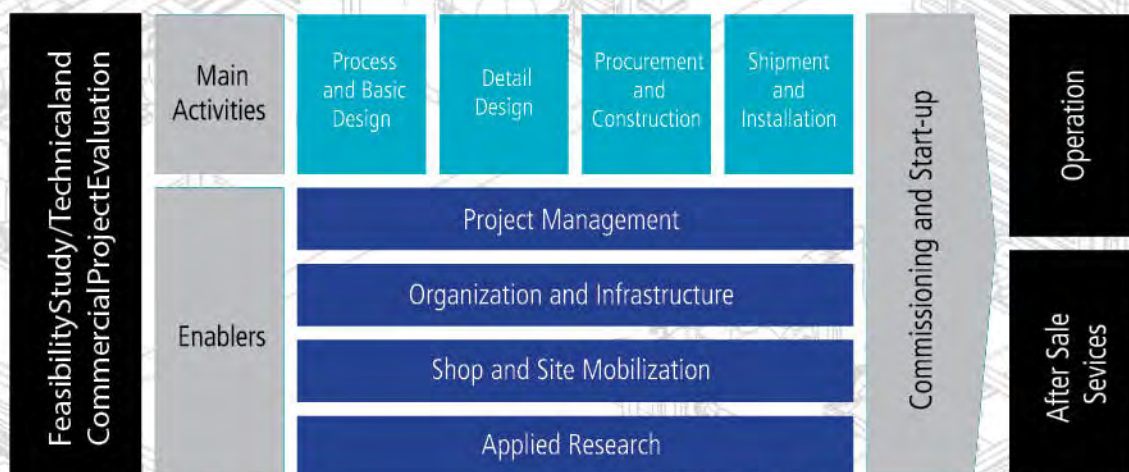 FeasibilityStudy/Technicaland
CommercialProjectEvaluation
Main
Activities
Process
and Basic
Design
Detail
Design
Procurement
and
Construction
Shipment
and
Installation
Enablers
Project Management
Organization and Infrastructure
Shop and Site Mobilization
Applied Research
Commissioning and Start-up
Operation
After Sale
Sevices